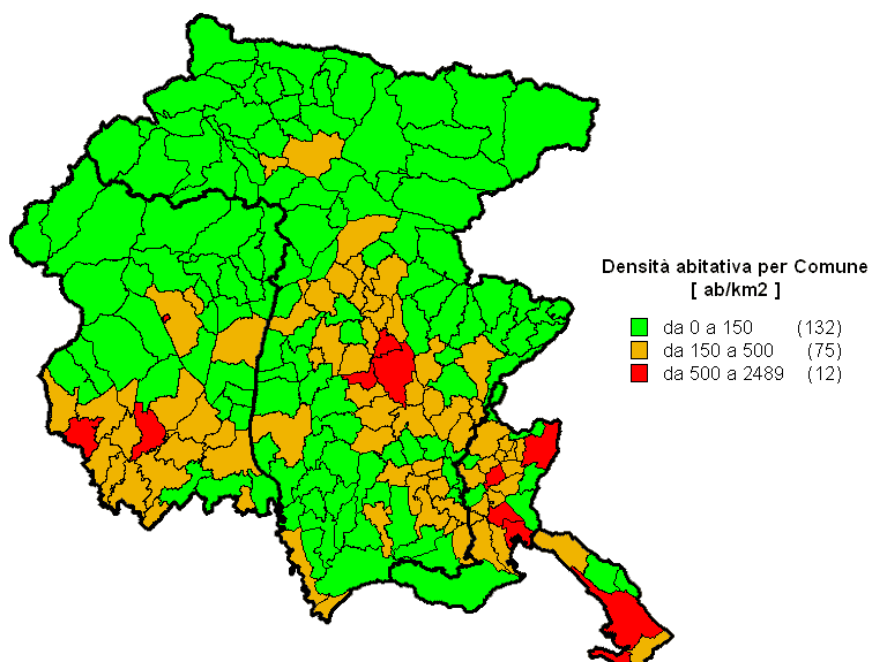 Densità abitativa per Comune
[ ab/km2 ]
da 0 a 150 (132)
da 150 a 500 (75)
da 500 a 2489 (12)